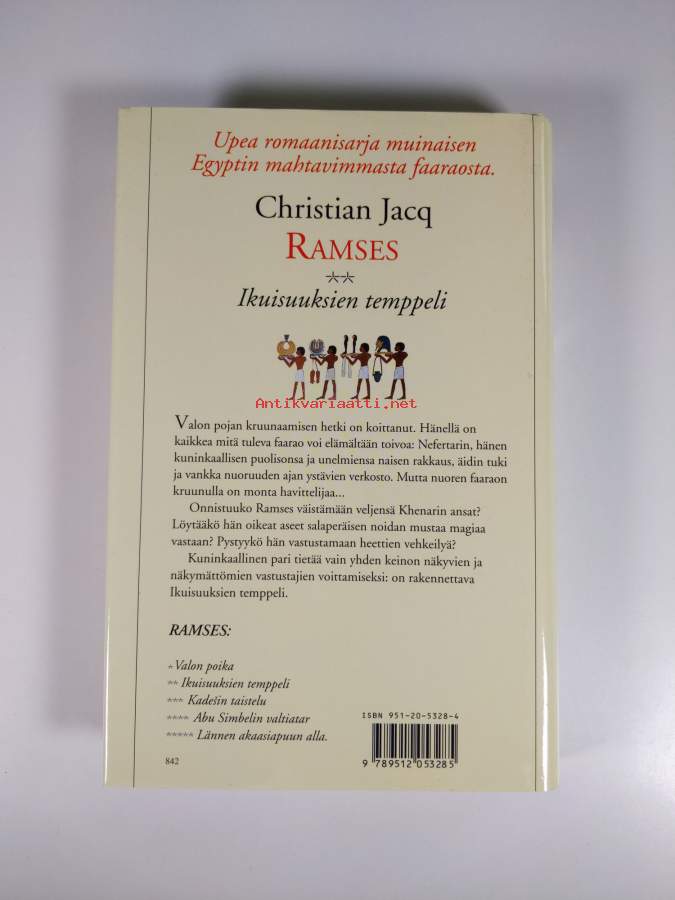 Upea romaanisarja muinaisen
Egyptin mahtavimmasta faaraosta.
Christian Jacq
RAMSES
**
Ikuisuuksien temppeli
Antikvariaatti.net
Valon pojan kruunaamisen hetki on koittanut. Hänellä on
kaikkea mitä tuleva faarao voi elämältään toivoa: Nefertarin, hänen
kuninkaallisen puolisonsa ja unelmiensa naisen rakkaus, äidin tuki
ja vankka nuoruuden ajan ystävien verkosto. Mutta nuoren faaraon
kruunulla on monta havittelijaa...
Onnistuuko Ramses väistämään veljensä Khenarin ansat?
Löytääkö hän oikeat aseet salaperäisen noidan mustaa magiaa
vastaan? Pystyykö hän vastustamaan heettien vehkeilyä?
Kuninkaallinen pari tietää vain yhden keinon näkyvien ja
näkymättömien vastustajien voittamiseksi: on rakennettava
Ikuisuuksien temppeli.
RAMSES:
* Valon poika
** Ikuisuuksien temppeli
*** Kadešin taistelu
**** Abu Simbelin valtiatar
***** Lännen akaasiapuun alla.
842
ISBN 951-20-5328-4
9 789512 053285